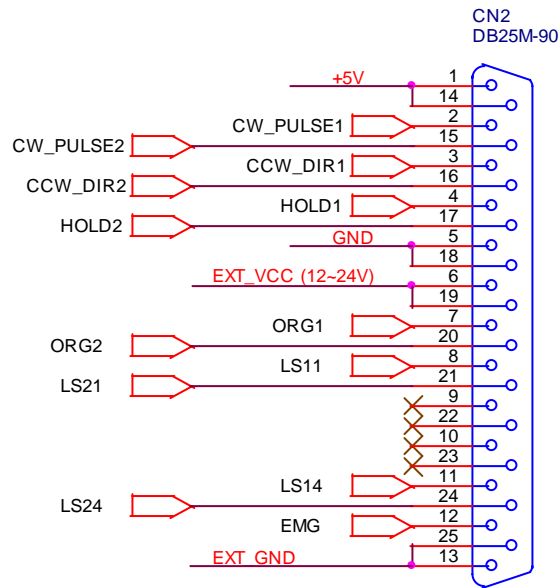 CN2
DB25M-90
+5V 1
14
CW_PULSE1 2
CW_PULSE2 15
CCW_DIR1 3
CCW_DIR2 16
HOLD1 4
HOLD2 17
GND 5
18
EXT_VCC (12~24V) 6
19
ORG1 7
ORG2 20
LS11 8
LS21 21
9
22
10
23
LS14 11
LS24 24
EMG 12
25
EXT_GND 13